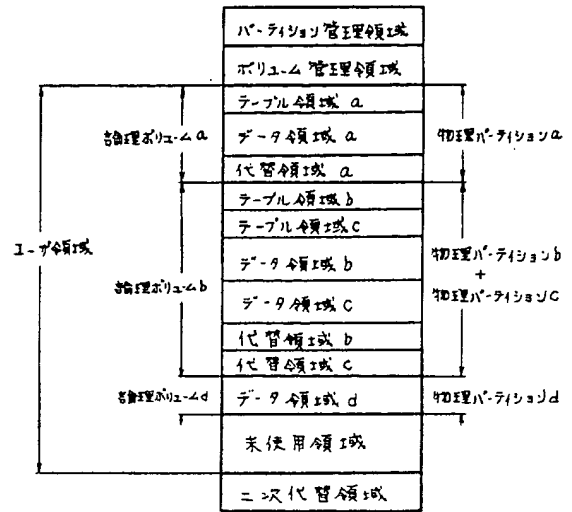 パーティション管理領域
ボリューム管理領域
テーブル領域 a
論理ボリュームa
データ領域 a
物理パーティションa
代替領域 a
テーブル領域 b
テーブル領域 c
ユーザ領域
データ領域 b
物理パーティションb
+
論理ボリュームb
データ領域 c
物理パーティションc
代替領域 b
代替領域 c
論理ボリュームd
データ領域 d
物理パーティションd
未使用領域
二次代替領域